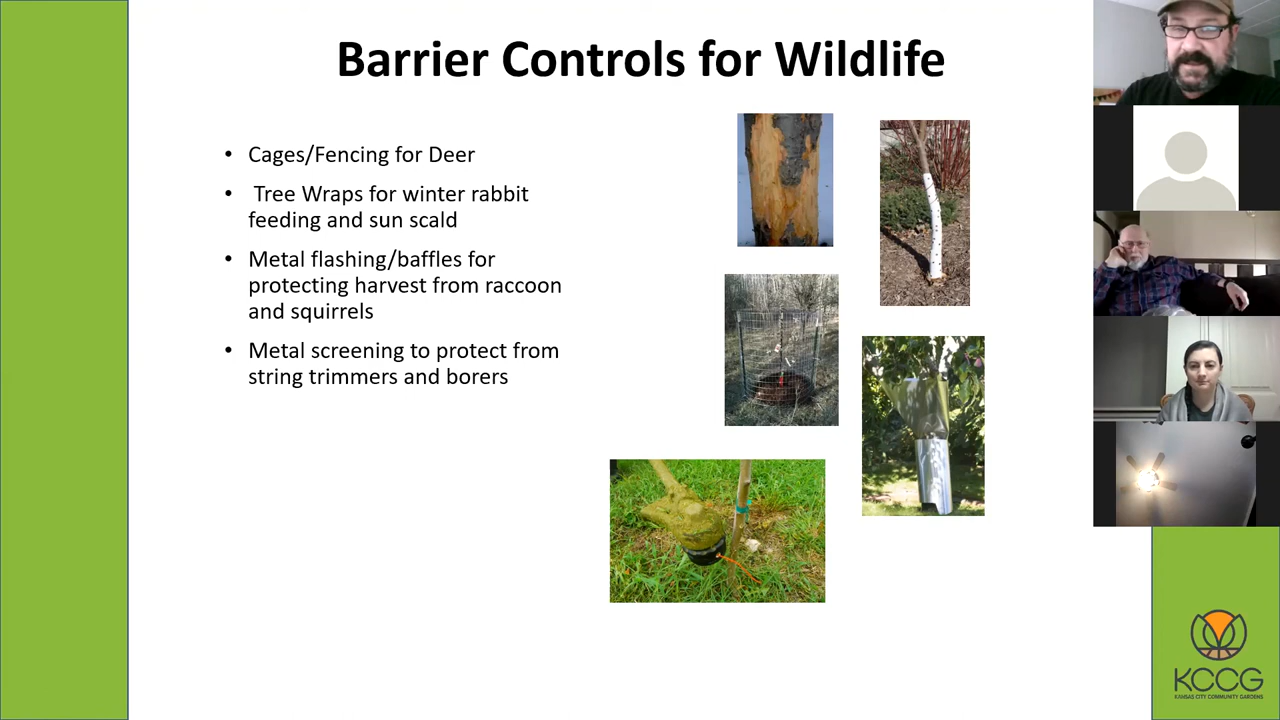 Barrier Controls for Wildlife
• Cages/Fencing for Deer
• Tree Wraps for winter rabbit
feeding and sun scald
• Metal flashing/baffles for
protecting harvest from raccoon
and squirrels
• Metal screening to protect from
string trimmers and borers
KCCG
KANSAS CITY COMMUNITY GARDENS